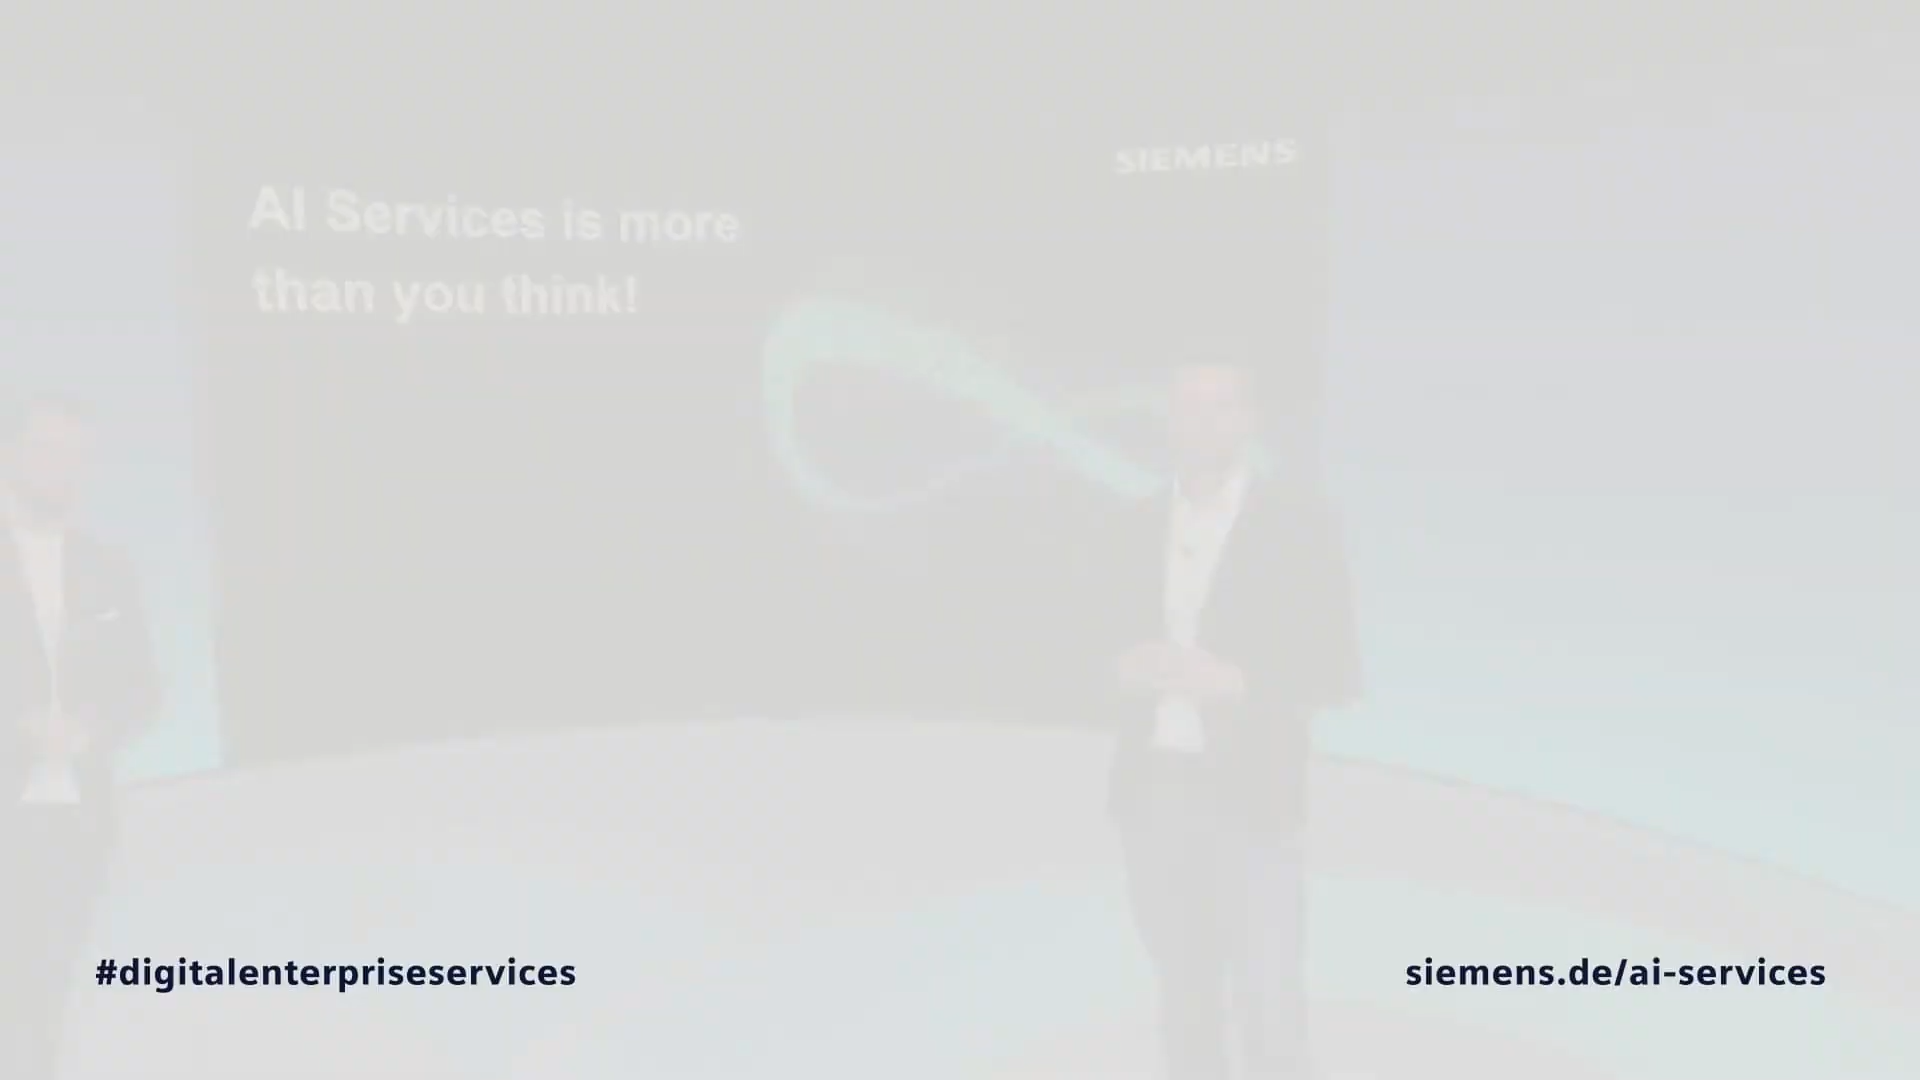 SIEMENS
AI Services is more
than you think!
#digitalenterpriseservices
siemens.de/ai-services